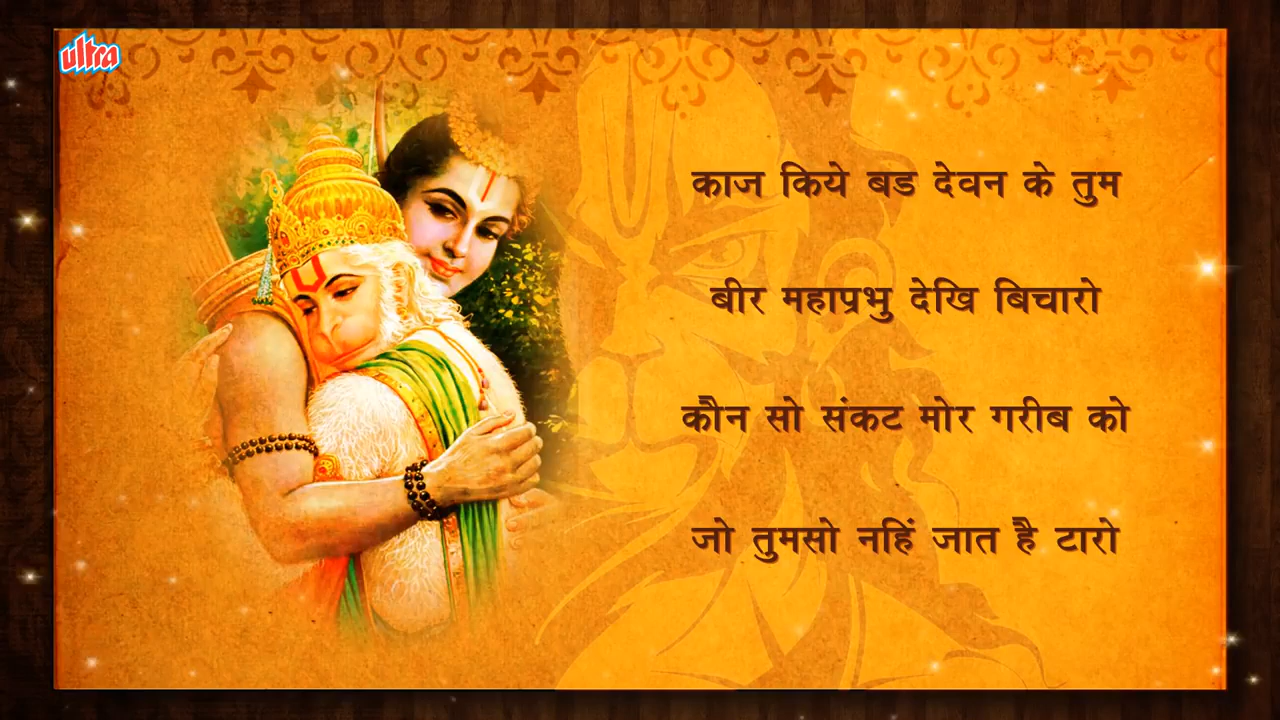 ultra
काज किये बड देवन के तुम
बीर महाप्रभु देखि बिचारो
कौन सो संकट मोर गरीब को
जो तुमसो नहिं जात है टारो